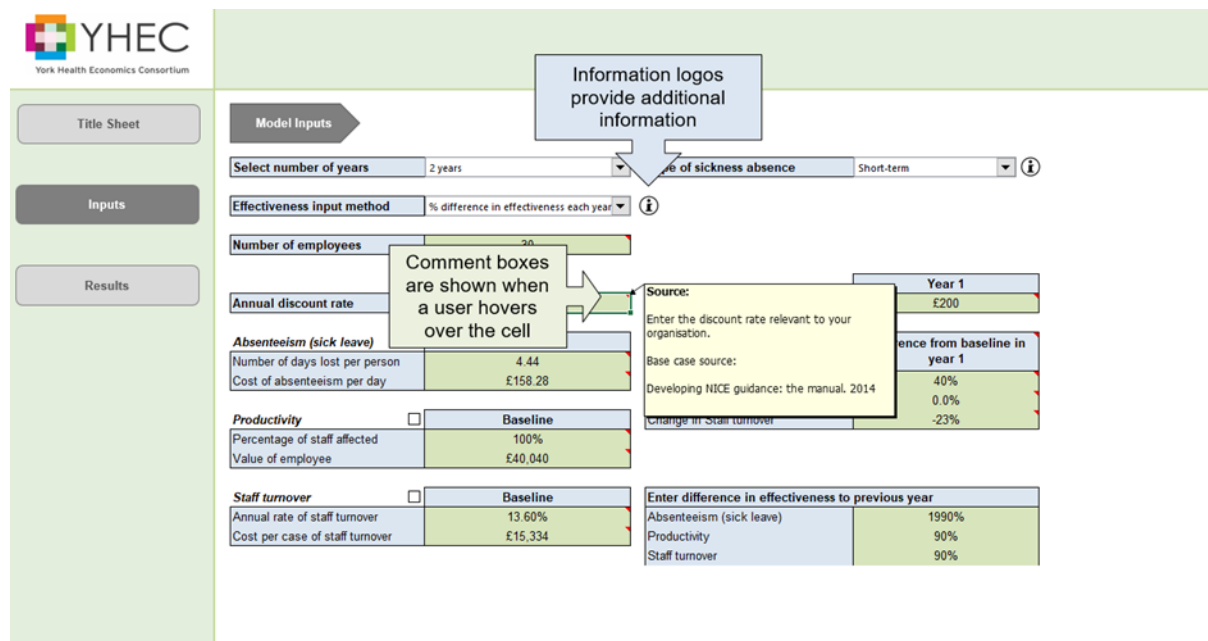 YHEC
York Health Economics Consortium
Information logos
provide additional
information
Title Sheet
Inputs
Results
Model Inputs
Select number of years 2 years
of sickness absence Short-term
Effectiveness input method % difference in effectiveness each year
Number of employees 30
Comment boxes
are shown when
a user hovers
over the cell
Annual discount rate
Source:
Enter the discount rate relevant to your
organisation.
Base case source:
Developing NICE guidance: the manual. 2014
Year 1
£200
Absenteeism (sick leave)
Number of days lost per person 4.44
Cost of absenteeism per day £158.28
from baseline in
year 1
40%
0.0%
Change in Staff turnover -23%
Productivity Baseline
Percentage of staff affected 100%
Value of employee £40,040
Staff turnover Baseline
Annual rate of staff turnover 13.60%
Cost per case of staff turnover £15,334
Enter difference in effectiveness to previous year
Absenteeism (sick leave) 1990%
Productivity 90%
Staff turnover 90%